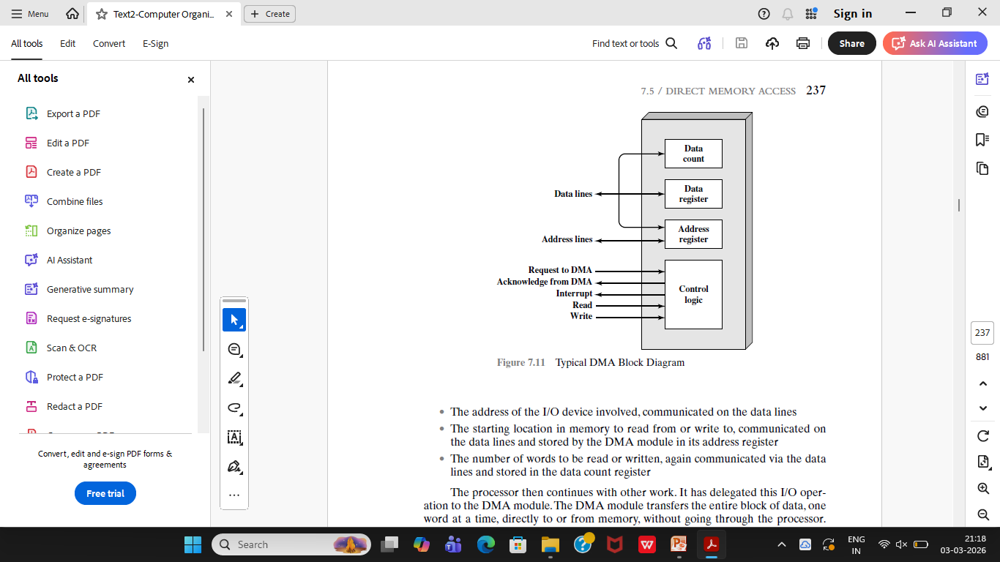 Menu
Text2-Computer Organi...
Create
Sign in
All tools
Edit
Convert
E-Sign
Find text or tools
Share
Ask AI Assistant
All tools
Export a PDF
Edit a PDF
Create a PDF
Combine files
Organize pages
AI Assistant
Generative summary
Request e-signatures
Scan & OCR
Protect a PDF
Redact a PDF
Convert, edit and e-sign PDF forms &
agreements
Free trial
7.5 / DIRECT MEMORY ACCESS 237
Data
count
Data lines
Data
register
Address lines
Address
register
Request to DMA
Acknowledge from DMA
Interrupt
Read
Write
Control
logic
Figure 7.11 Typical DMA Block Diagram
• The address of the I/O device involved, communicated on the data lines
• The starting location in memory to read from or write to, communicated on
the data lines and stored by the DMA module in its address register
• The number of words to be read or written, again communicated via the data
lines and stored in the data count register
The processor then continues with other work. It has delegated this I/O oper-
ation to the DMA module. The DMA module transfers the entire block of data, one
word at a time, directly to or from memory, without going through the processor.
237
881
Search
ENG
IN
21:18
03-03-2026